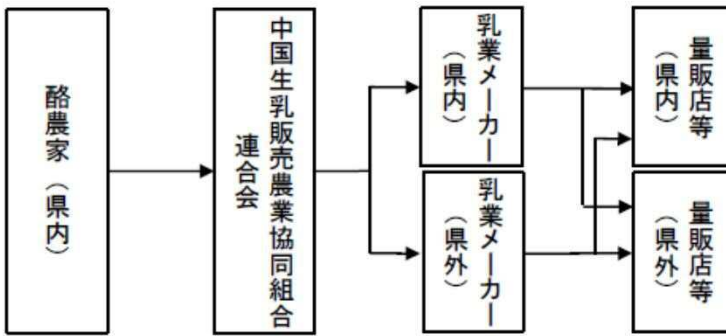 酪農家（県内）
中国生乳販売農業協同組合
連合会
乳業メーカー
（県内）
乳業メーカー
（県外）
量販店等
（県内）
量販店等
（県外）